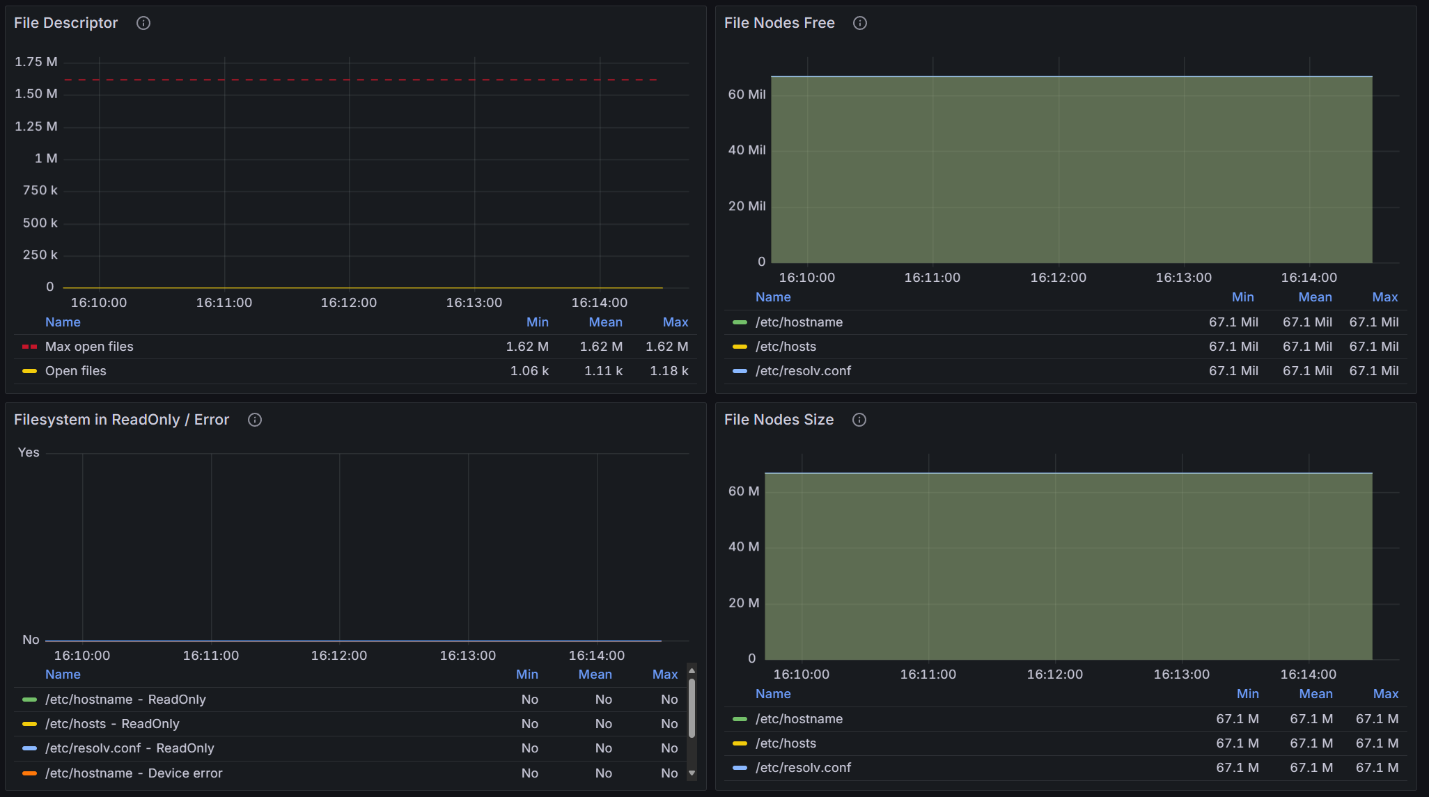 File Descriptor
1.75 M
1.50 M
1.25 M
1 M
750 k
500 k
250 k
0
16:10:00 16:11:00 16:12:00 16:13:00 16:14:00
Name Min Mean Max
Max open files 1.62 M 1.62 M 1.62 M
Open files 1.06 k 1.11 k 1.18 k
File Nodes Free
60 Mil
40 Mil
20 Mil
0
16:10:00 16:11:00 16:12:00 16:13:00 16:14:00
Name Min Mean Max
/etc/hostname 67.1 Mil 67.1 Mil 67.1 Mil
/etc/hosts 67.1 Mil 67.1 Mil 67.1 Mil
/etc/resolv.conf 67.1 Mil 67.1 Mil 67.1 Mil
Filesystem in ReadOnly / Error
Yes
No
16:10:00 16:11:00 16:12:00 16:13:00 16:14:00
Name Min Mean Max
/etc/hostname - ReadOnly No No No
/etc/hosts - ReadOnly No No No
/etc/resolv.conf - ReadOnly No No No
/etc/hostname - Device error No No No
File Nodes Size
60 M
40 M
20 M
0
16:10:00 16:11:00 16:12:00 16:13:00 16:14:00
Name Min Mean Max
/etc/hostname 67.1 M 67.1 M 67.1 M
/etc/hosts 67.1 M 67.1 M 67.1 M
/etc/resolv.conf 67.1 M 67.1 M 67.1 M